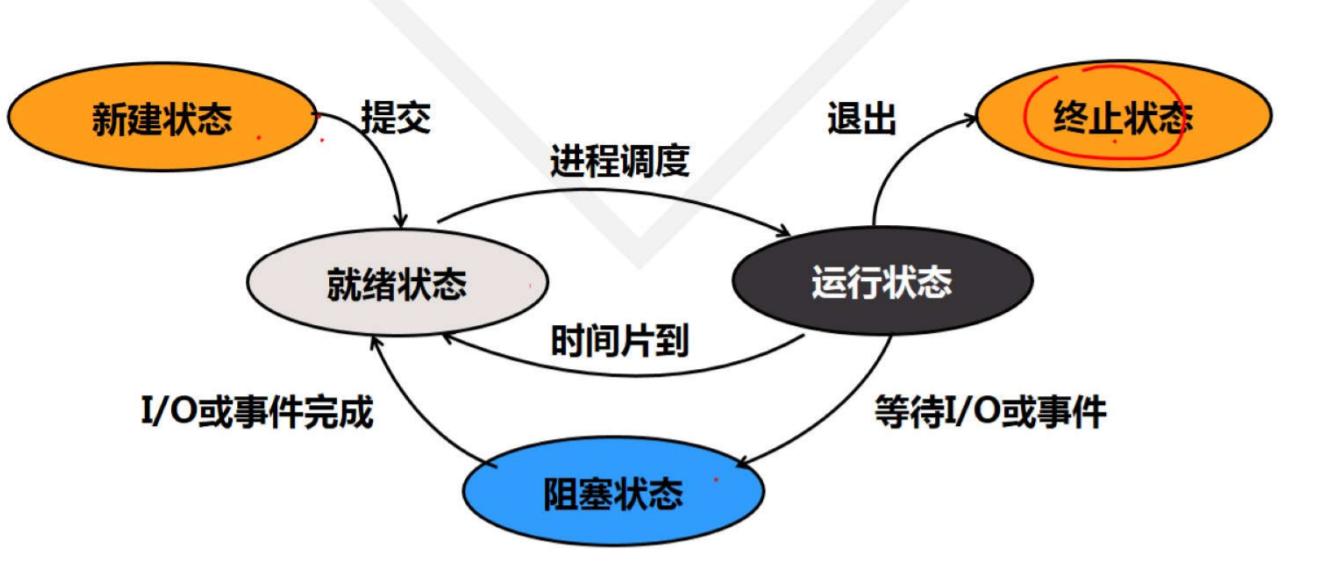 新建状态
提交
退出
终止状态
进程调度
就绪状态
运行状态
时间片到
I/O或事件完成
等待I/O或事件
阻塞状态